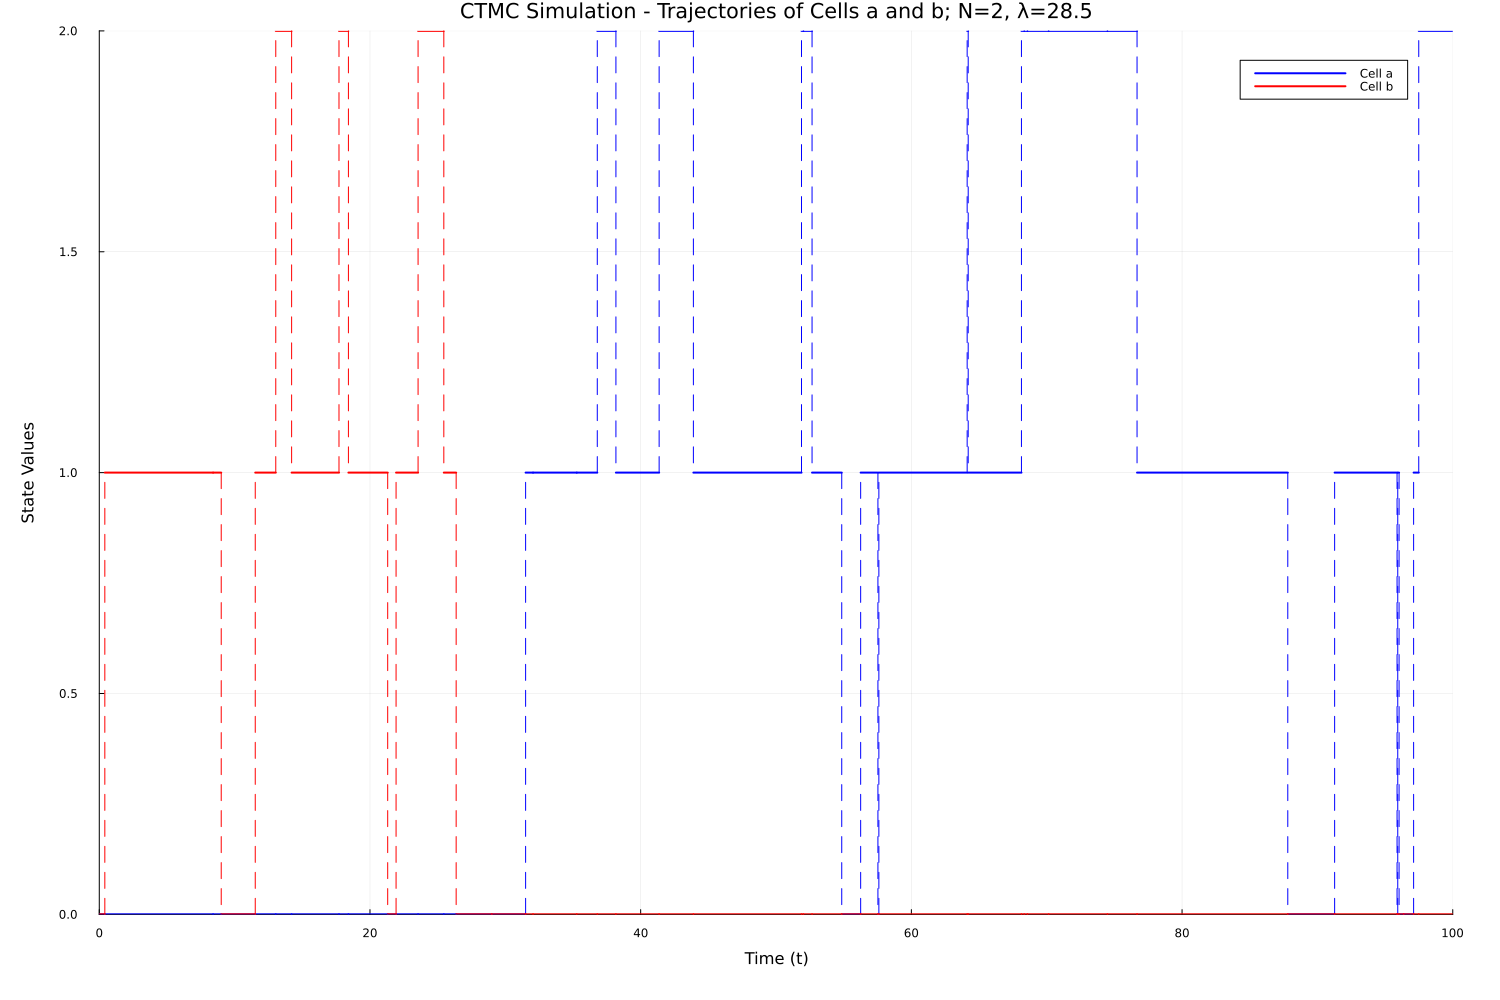 CTMC Simulation - Trajectories of Cells a and b; N=2, λ=28.5
2.0
1.5
1.0
0.5
0.0
State Values
Cell a
Cell b
0
20
40
60
80
100
Time (t)